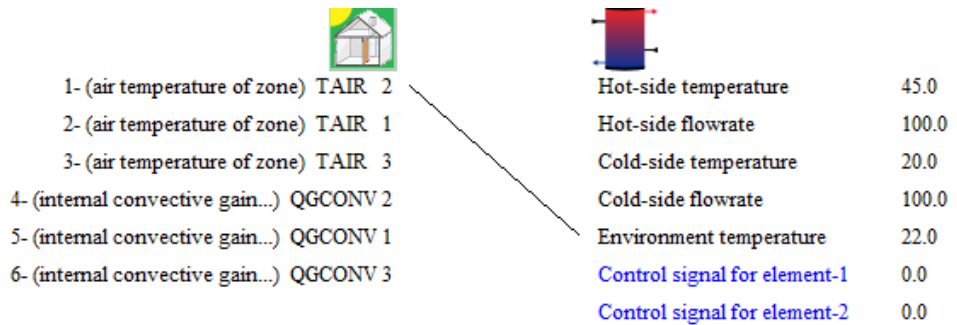 1- (air temperature of zone) TAIR 2
2- (air temperature of zone) TAIR 1
3- (air temperature of zone) TAIR 3
4- (internal convective gain...) QGCONV 2
5- (internal convective gain...) QGCONV 1
6- (internal convective gain...) QGCONV 3
Hot-side temperature 45.0
Hot-side flowrate 100.0
Cold-side temperature 20.0
Cold-side flowrate 100.0
Environment temperature 22.0
Control signal for element-1 0.0
Control signal for element-2 0.0